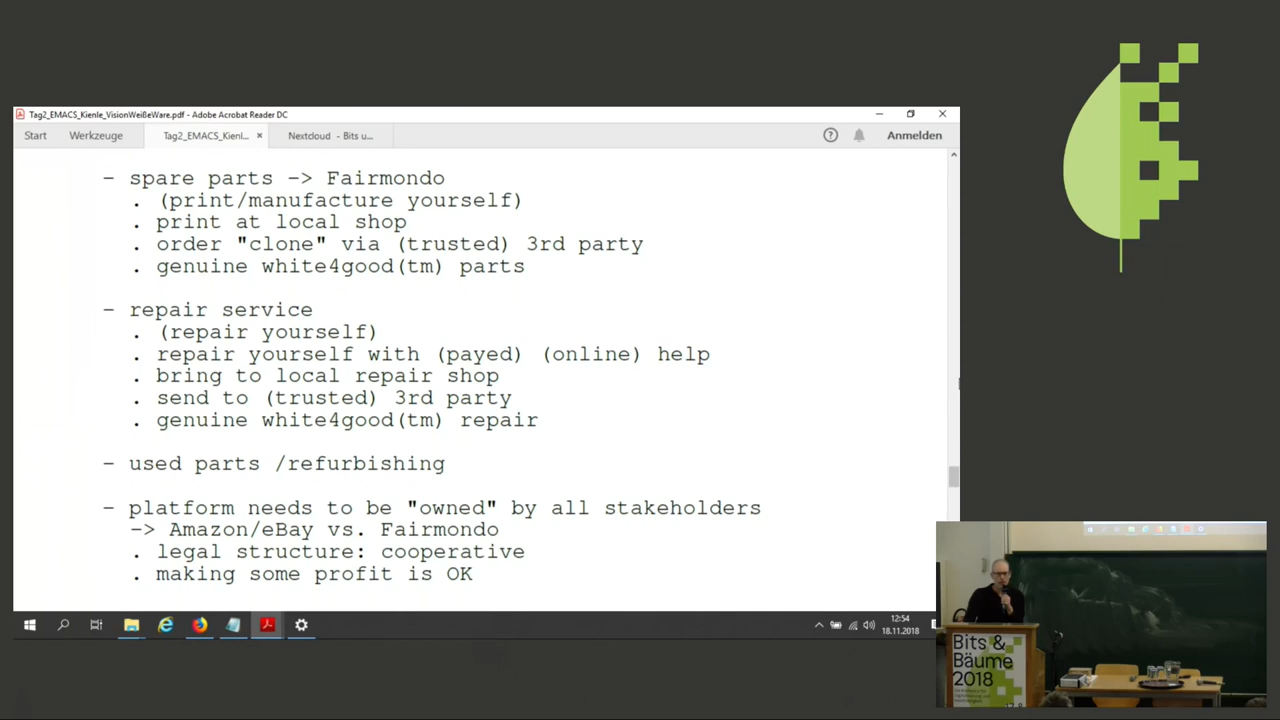 Tag2_EMACS_Kienle_VisionWeißeWare.pdf - Adobe Acrobat Reader DC
Start Werkzeuge Tag2_EMACS_Kienl... × Nextcloud - Bits u... ? Anmelden
- spare parts -> Fairmondo
. (print/manufacture yourself)
. print at local shop
. order "clone" via (trusted) 3rd party
. genuine white4good(tm) parts
- repair service
. (repair yourself)
. repair yourself with (payed) (online) help
. bring to local repair shop
. send to (trusted) 3rd party
. genuine white4good(tm) repair
- used parts /refurbishing
- platform needs to be "owned" by all stakeholders
-> Amazon/eBay vs. Fairmondo
. legal structure: cooperative
. making some profit is OK
12:54
18.11.2018
Bits &
Bäume
2018